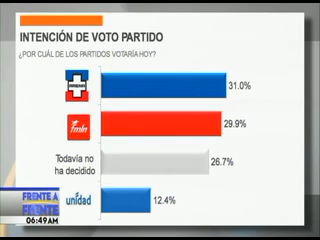 INTENCIÓN DE VOTO PARTIDO
¿POR CUÁL DE LOS PARTIDOS VOTARÍA HOY?
31.0%
fmln
29.9%
Todavía no
ha decidido
26.7%
unidad
12.4%
FRENTE A
FRENTE
06:49AM